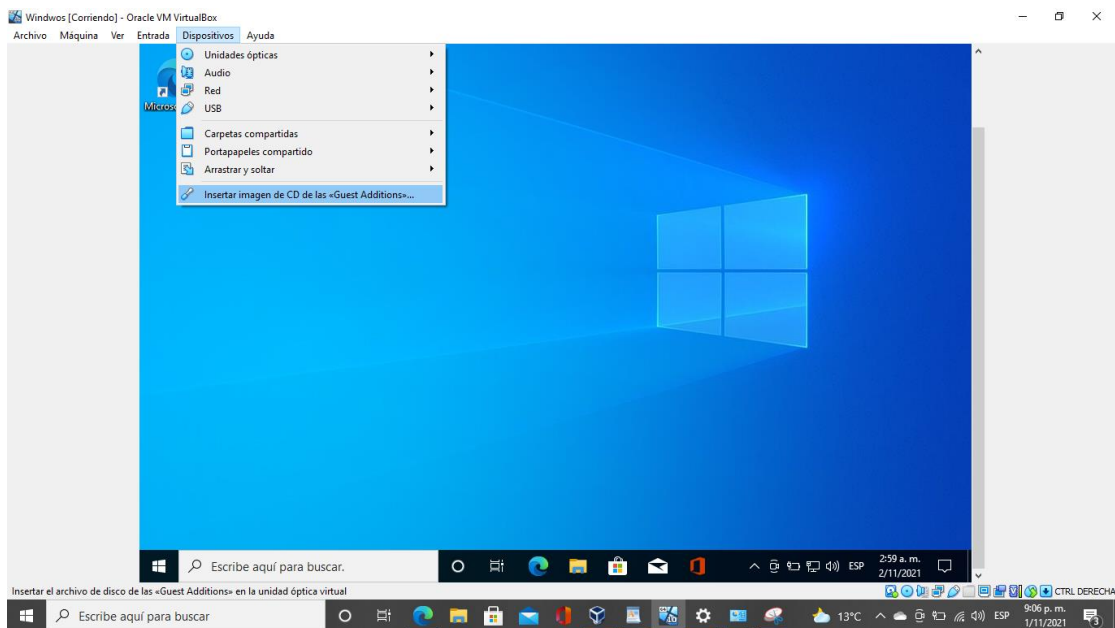 Windwos [Corriendo] - Oracle VM VirtualBox
Archivo Máquina Ver Entrada Dispositivos Ayuda
Unidades ópticas
Audio
Red
USB
Carpetas compartidas
Portapapeles compartido
Arrastrar y soltar
Insertar imagen de CD de las «Guest Additions»...
Escribe aquí para buscar.
ESP
2:59 a. m.
2/11/2021
Insertar el archivo de disco de las «Guest Additions» en la unidad óptica virtual
CTRL DERECHA
Escribe aquí para buscar
13°C
ESP
9:06 p. m.
1/11/2021
3